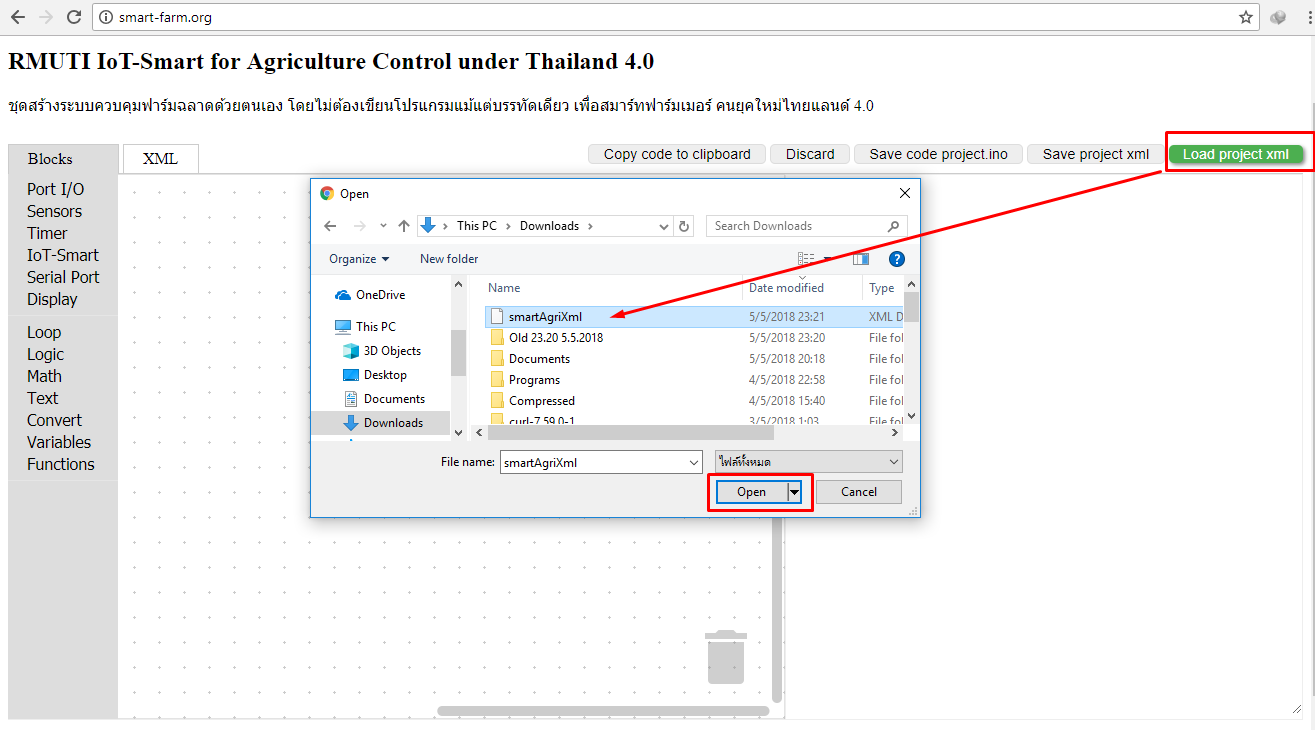 smart-farm.org
RMUTI IoT-Smart for Agriculture Control under Thailand 4.0
ชุดสร้างระบบควบคุมฟาร์มฉลาดด้วยตนเอง โดยไม่ต้องเขียนโปรแกรมแม้แต่บรรทัดเดียว เพื่อสมาร์ทฟาร์มเมอร์ คนยุคใหม่ไทยแลนด์ 4.0
Blocks XML Copy code to clipboard Discard Save code project.ino Save project xml Load project xml
Port I/O
Sensors
Timer
IoT-Smart
Serial Port
Display
Loop
Logic
Math
Text
Convert
Variables
Functions
Open
This PC Downloads Search Downloads
Organize New folder
OneDrive
This PC
3D Objects
Desktop
Documents
Downloads
Name Date modified Type
smartAgriXml 5/5/2018 23:21 XML D
Old 23.20 5.5.2018 5/5/2018 23:20 File fol
Documents 5/5/2018 20:18 File fol
Programs 4/5/2018 22:58 File fol
Compressed 4/5/2018 15:40 File fol
curl-7.59.0-1 3/5/2018 1:03 File fol
File name: smartAgriXml ไฟล์ทั้งหมด
Open Cancel